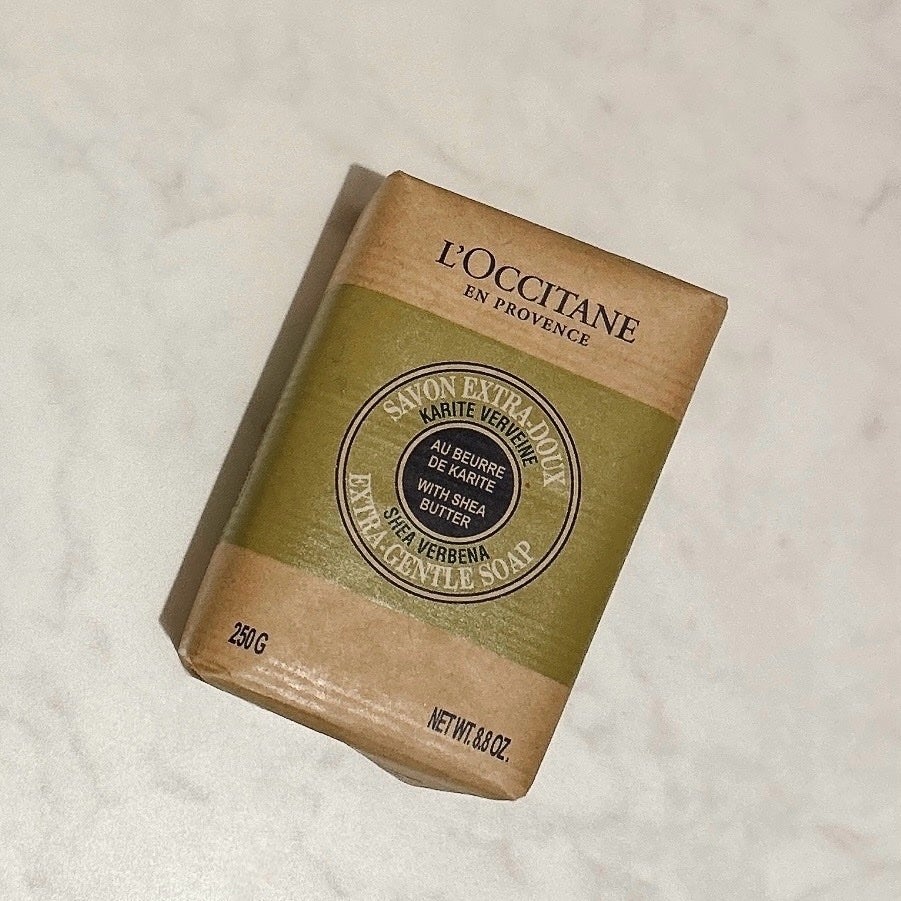 L'OCCITANE
EN PROVENCE
SAVON EXTRA-DOUX
KARITE VERVEINE
AU BEURRE
DE KARITE
WITH SHEA
BUTTER
SHEA VERBENA
EXTRA-GENTLE SOAP
250 G
NET WT. 8.8 OZ.